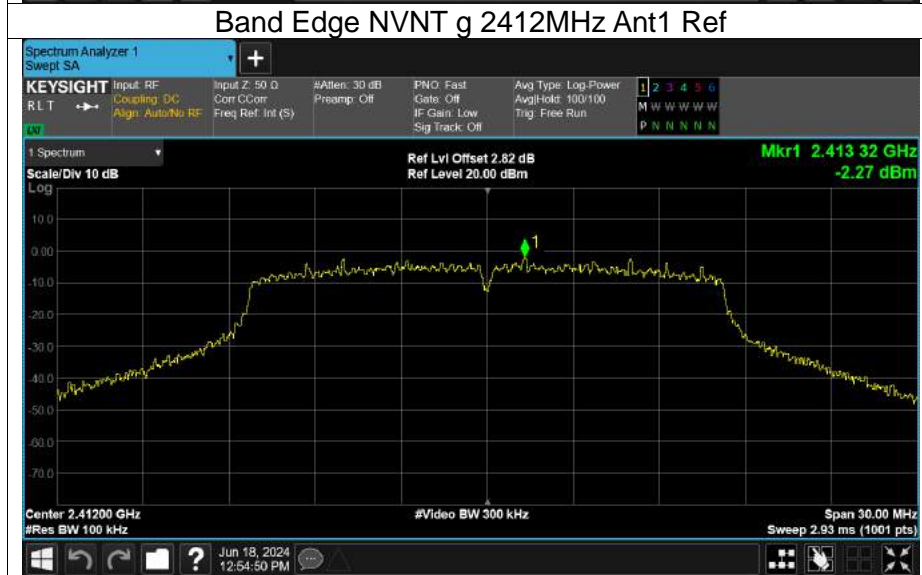 Band Edge NVNT g 2412MHz Ant1 Ref
Spectrum Analyzer 1
Swept SA
+
KEYSIGHT
RLT
LXI
Input: RF
Coupling: DC
Align: Auto/No RF
Input Z: 50 Ω
Corr CCorr
Freq Ref: Int (S)
#Atten: 30 dB
Preamp: Off
PNO: Fast
Gate: Off
IF Gain: Low
Sig Track: Off
Avg Type: Log-Power
Avg|Hold: 100/100
Trig: Free Run
1 2 3 4 5 6
M W W W W W
P N N N N N
1 Spectrum
Scale/Div 10 dB
Log
Ref Lvl Offset 2.82 dB
Ref Level 20.00 dBm
Mkr1 2.413 32 GHz
-2.27 dBm
10.0
0.00
-10.0
-20.0
-30.0
-40.0
-50.0
-60.0
-70.0
1
Center 2.41200 GHz
#Res BW 100 kHz
#Video BW 300 kHz
Span 30.00 MHz
Sweep 2.93 ms (1001 pts)
?
Jun 18, 2024
12:54:50 PM